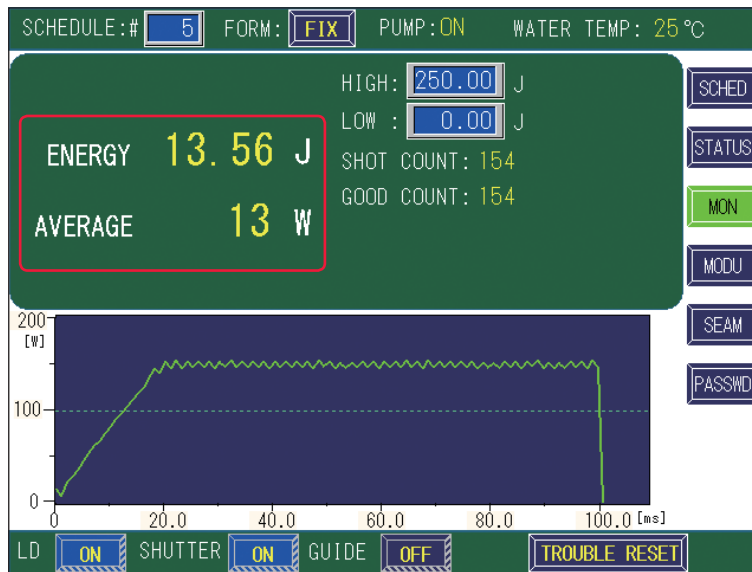 SCHEDULE:# 5 FORM: FIX PUMP:ON WATER TEMP: 25℃
HIGH: 250.00 J
LOW : 0.00 J
SHOT COUNT: 154
GOOD COUNT: 154
ENERGY 13.56 J
AVERAGE 13 W
SCHED
STATUS
MON
MODU
SEAM
PASSWD
200
[W]
100
0
0 20.0 40.0 60.0 80.0 100.0 [ms]
LD ON SHUTTER ON GUIDE OFF TROUBLE RESET